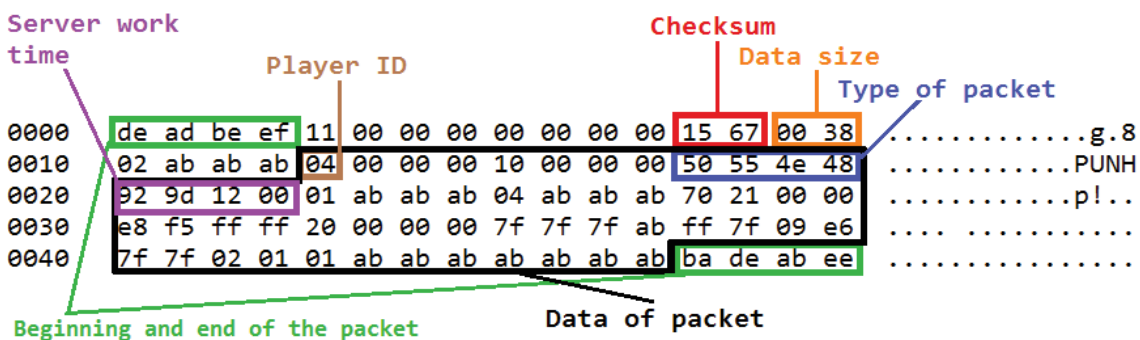 Server work
time
Player ID
Checksum
Data size
Type of packet
0000 de ad be ef 11 00 00 00 00 00 00 00 15 67 00 38 .............g.8
0010 02 ab ab ab 04 00 00 00 10 00 00 00 50 55 4e 48 ............PUNH
0020 92 9d 12 00 01 ab ab ab 04 ab ab ab 70 21 00 00 ............p!..
0030 e8 f5 ff ff 20 00 00 00 7f 7f 7f ab ff 7f 09 e6 .... ...........
0040 7f 7f 02 01 01 ab ab ab ab ab ab ab ba de ab ee ................
Beginning and end of the packet
Data of packet